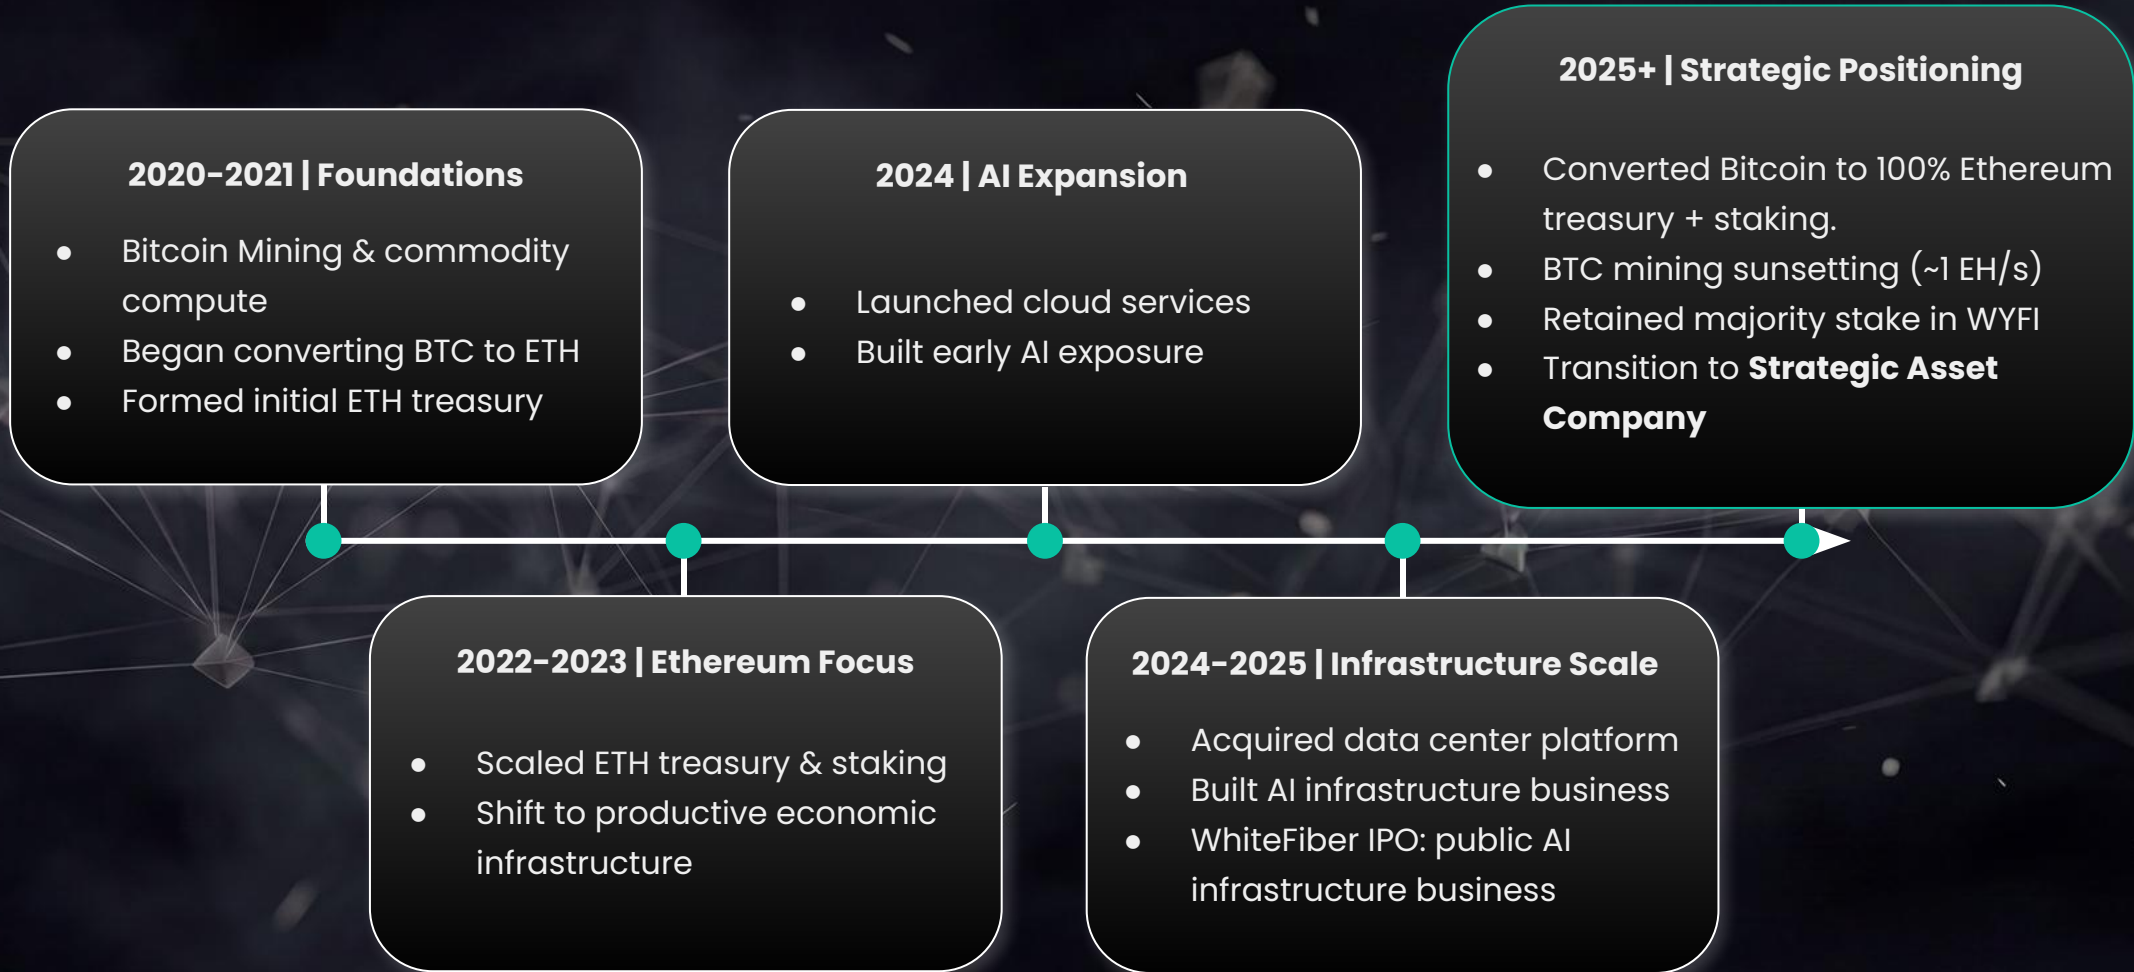 2020-2021 | Foundations
● Bitcoin Mining & commodity
compute
● Began converting BTC to ETH
● Formed initial ETH treasury
2022-2023 | Ethereum Focus
● Scaled ETH treasury & staking
● Shift to productive economic
infrastructure
2024 | AI Expansion
● Launched cloud services
● Built early AI exposure
2024-2025 | Infrastructure Scale
● Acquired data center platform
● Built AI infrastructure business
● WhiteFiber IPO: public AI
infrastructure business
2025+ | Strategic Positioning
● Converted Bitcoin to 100% Ethereum
treasury + staking.
● BTC mining sunsetting (~1 EH/s)
● Retained majority stake in WYFI
● Transition to Strategic Asset
Company